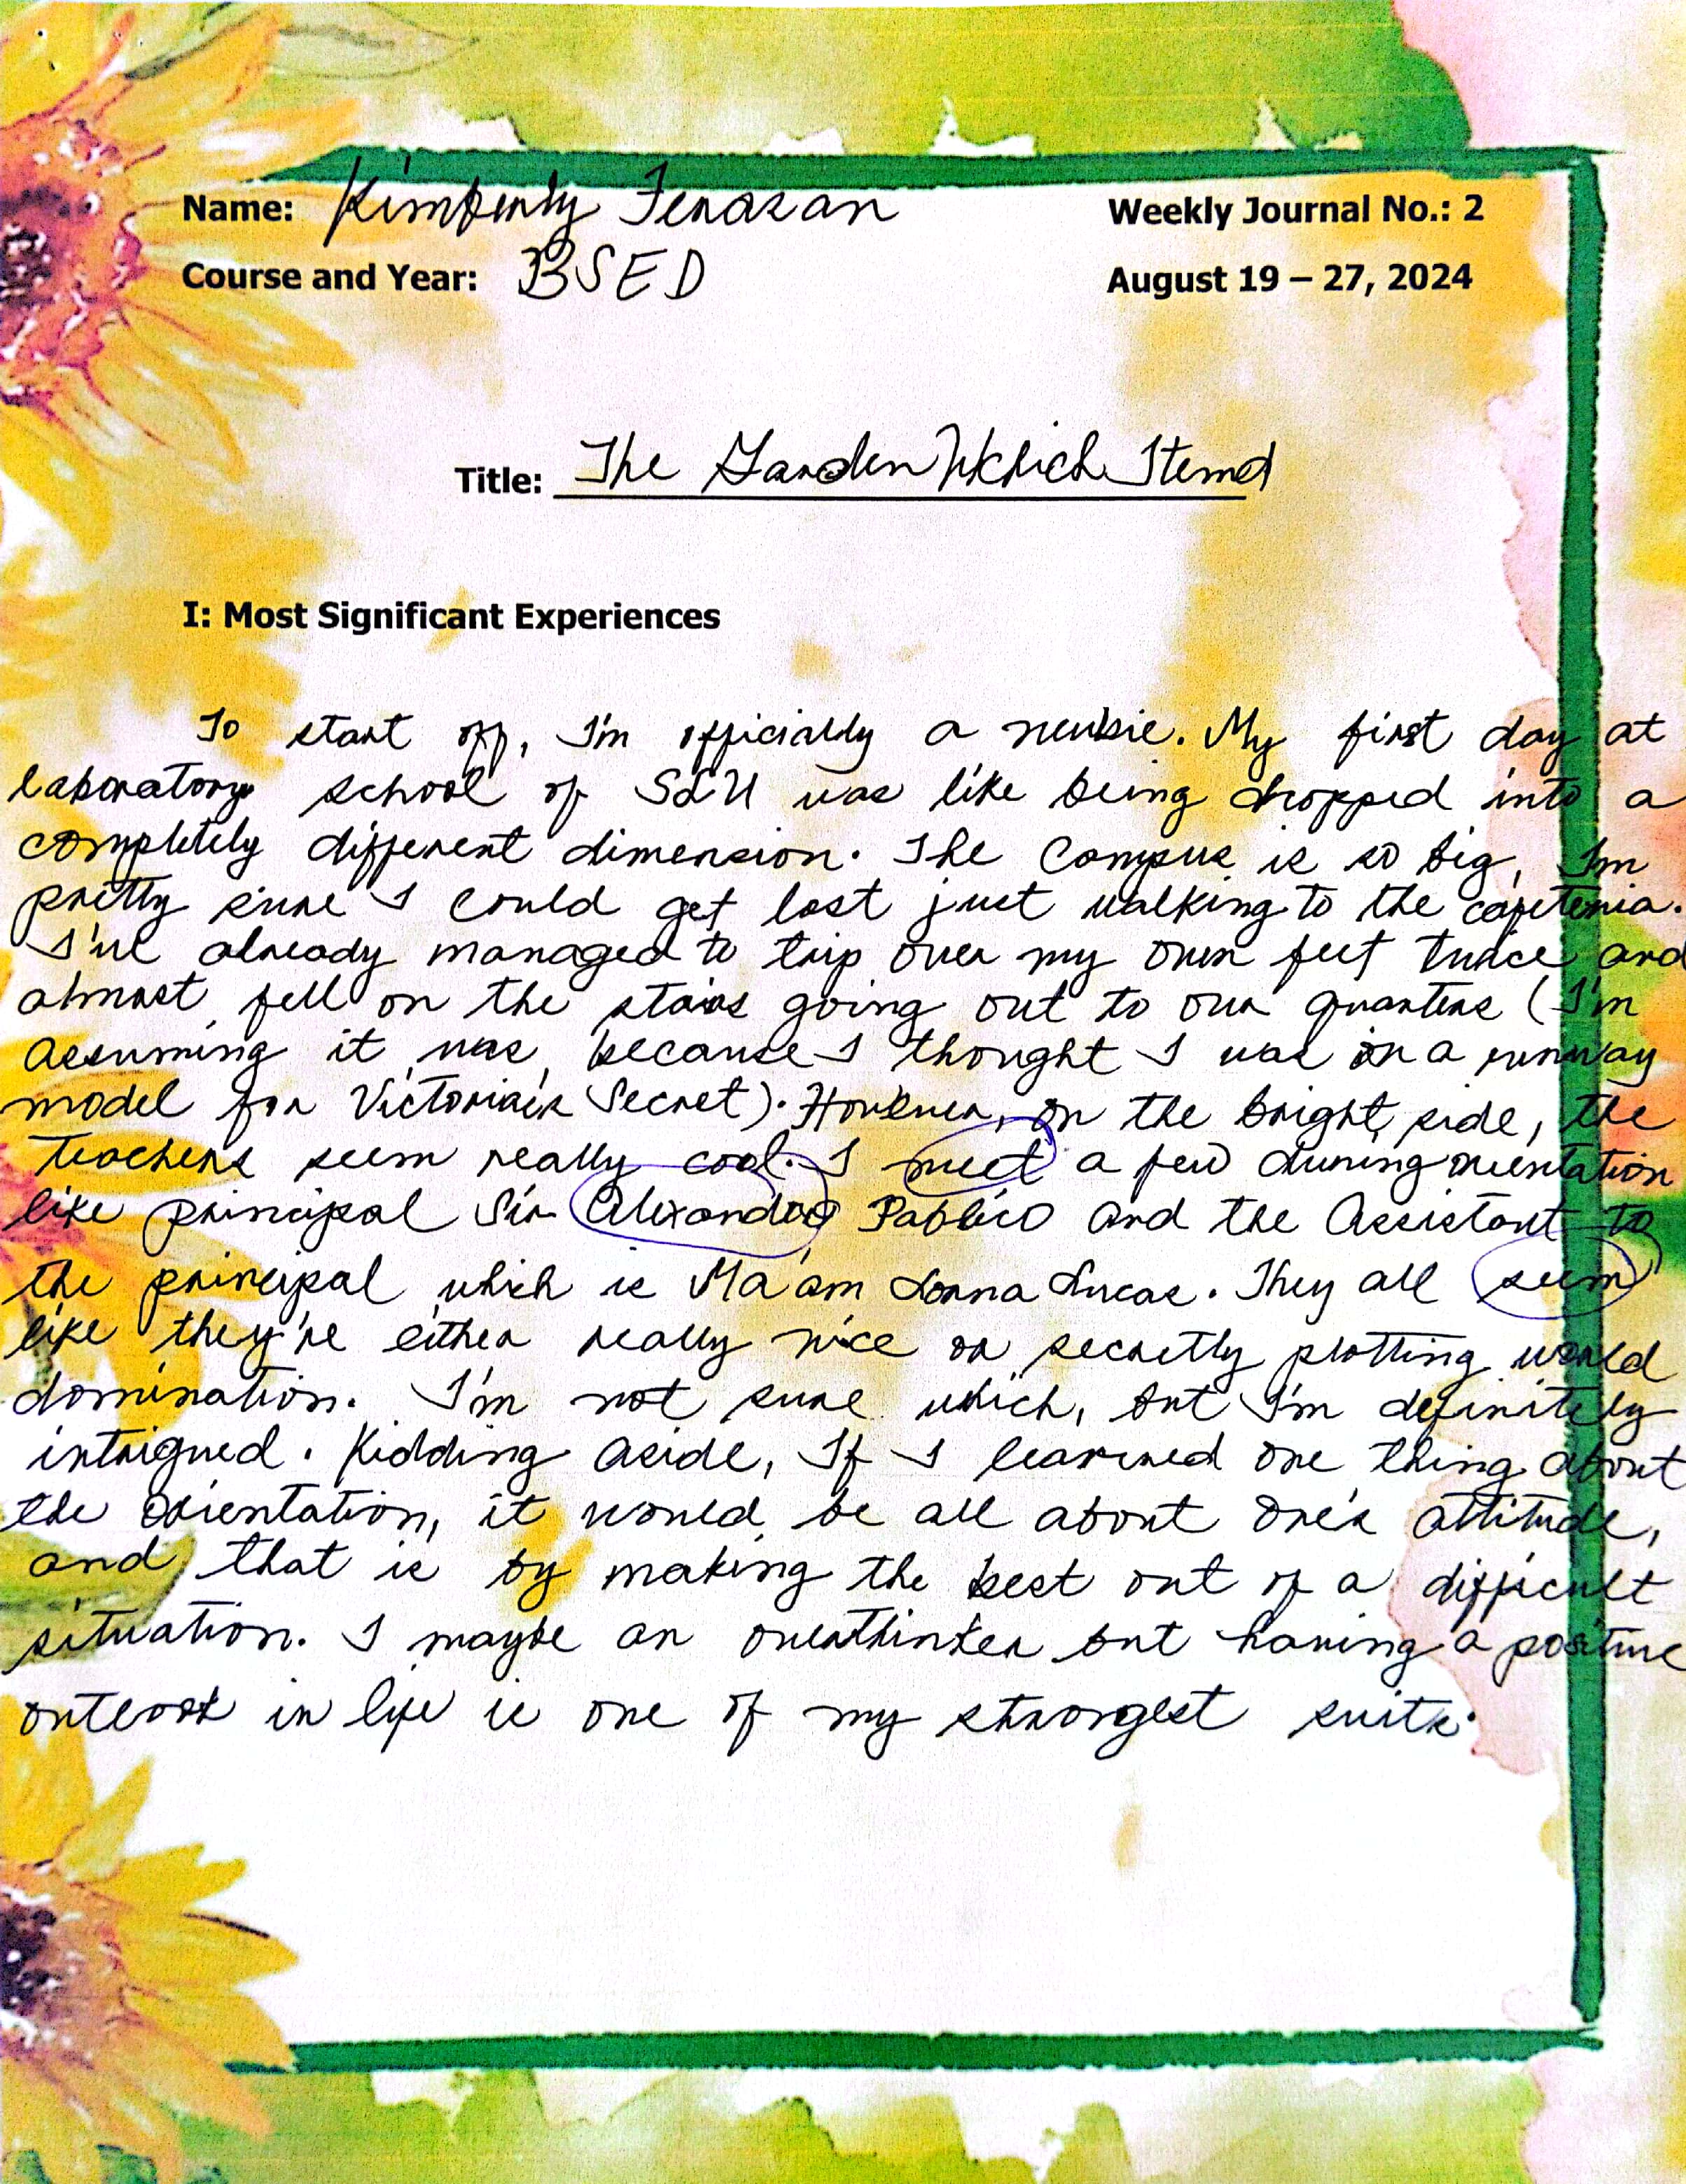 Name: Kimberly Ferasan
Weekly Journal No.: 2
Course and Year: BSED
August 19 – 27, 2024
Title: The Garden Which Stemd
I: Most Significant Experiences
To start off, I'm officially a newbie. My first day at
laboratory school of SLU was like being dropped into a
completely different dimension. The Campus is so big, I'm
pretty sure I could get lost just walking to the cafeteria.
I've already managed to trip over my own feet twice and
almost fell on the stairs going out to our quarters (I'm
assuming it was because I thought I was on a runway
model for Victoria's Secret). However, on the bright side, the
teachers seem really cool. I meet a few during orientation
like principal Sir Pablico and the Assistant to
the principal which is Ma'am Lorna Lucas. They all seem
like they're either really nice or secretly plotting world
domination. I'm not sure which, but I'm definitely
intrigued. Kidding aside, If I learned one thing about
the orientation, it would be all about one's attitude,
and that is by making the best out of a difficult
situation. I maybe an overthinker but having a positive
outlook in life is one of my strongest suits.